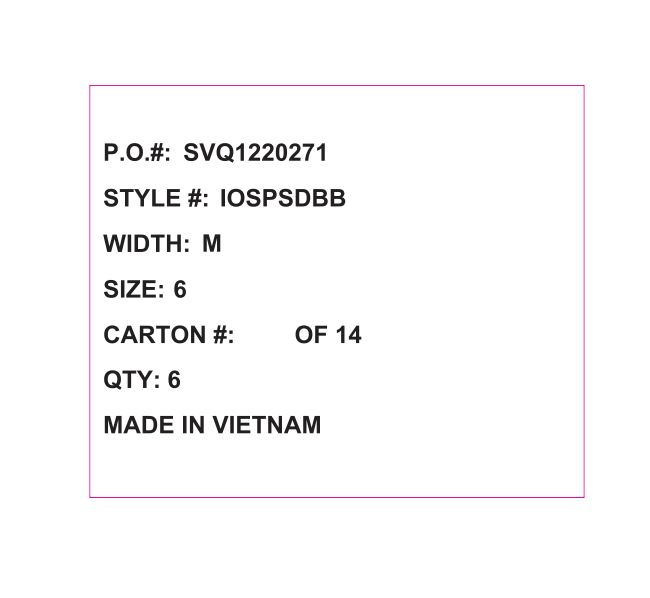 P.O.#: SVQ1220271
STYLE #: IOSPSDBB
WIDTH: M
SIZE: 6
CARTON #: OF 14
QTY: 6
MADE IN VIETNAM